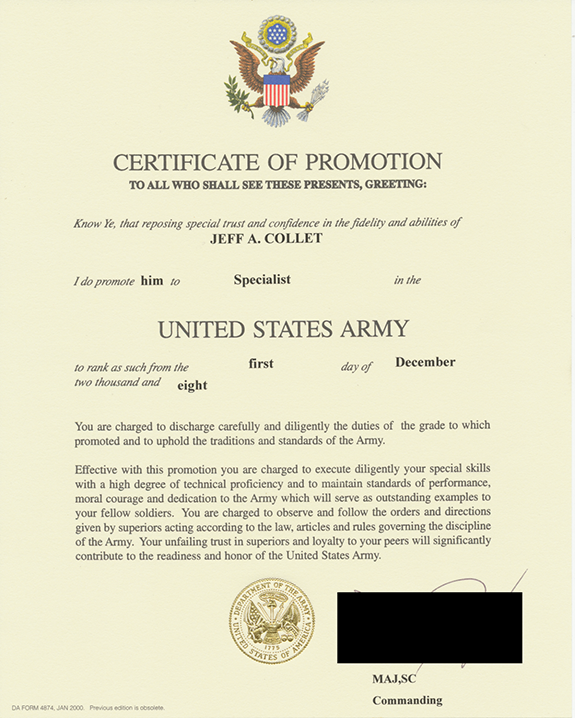 CERTIFICATE OF PROMOTION
TO ALL WHO SHALL SEE THESE PRESENTS, GREETING:
Know Ye, that reposing special trust and confidence in the fidelity and abilities of
JEFF A. COLLET
I do promote him to Specialist in the
UNITED STATES ARMY
to rank as such from the first day of December
two thousand and eight
You are charged to discharge carefully and diligently the duties of the grade to which
promoted and to uphold the traditions and standards of the Army.
Effective with this promotion you are charged to execute diligently your special skills
with a high degree of technical proficiency and to maintain standards of performance,
moral courage and dedication to the Army which will serve as outstanding examples to
your fellow soldiers. You are charged to observe and follow the orders and directions
given by superiors acting according to the law, articles and rules governing the discipline
of the Army. Your unfailing trust in superiors and loyalty to your peers will significantly
contribute to the readiness and honor of the United States Army.
DEPARTMENT OF THE ARMY
UNITED STATES OF AMERICA
1775
MAJ,SC
Commanding
DA FORM 4874, JAN 2000. Previous edition is obsolete.